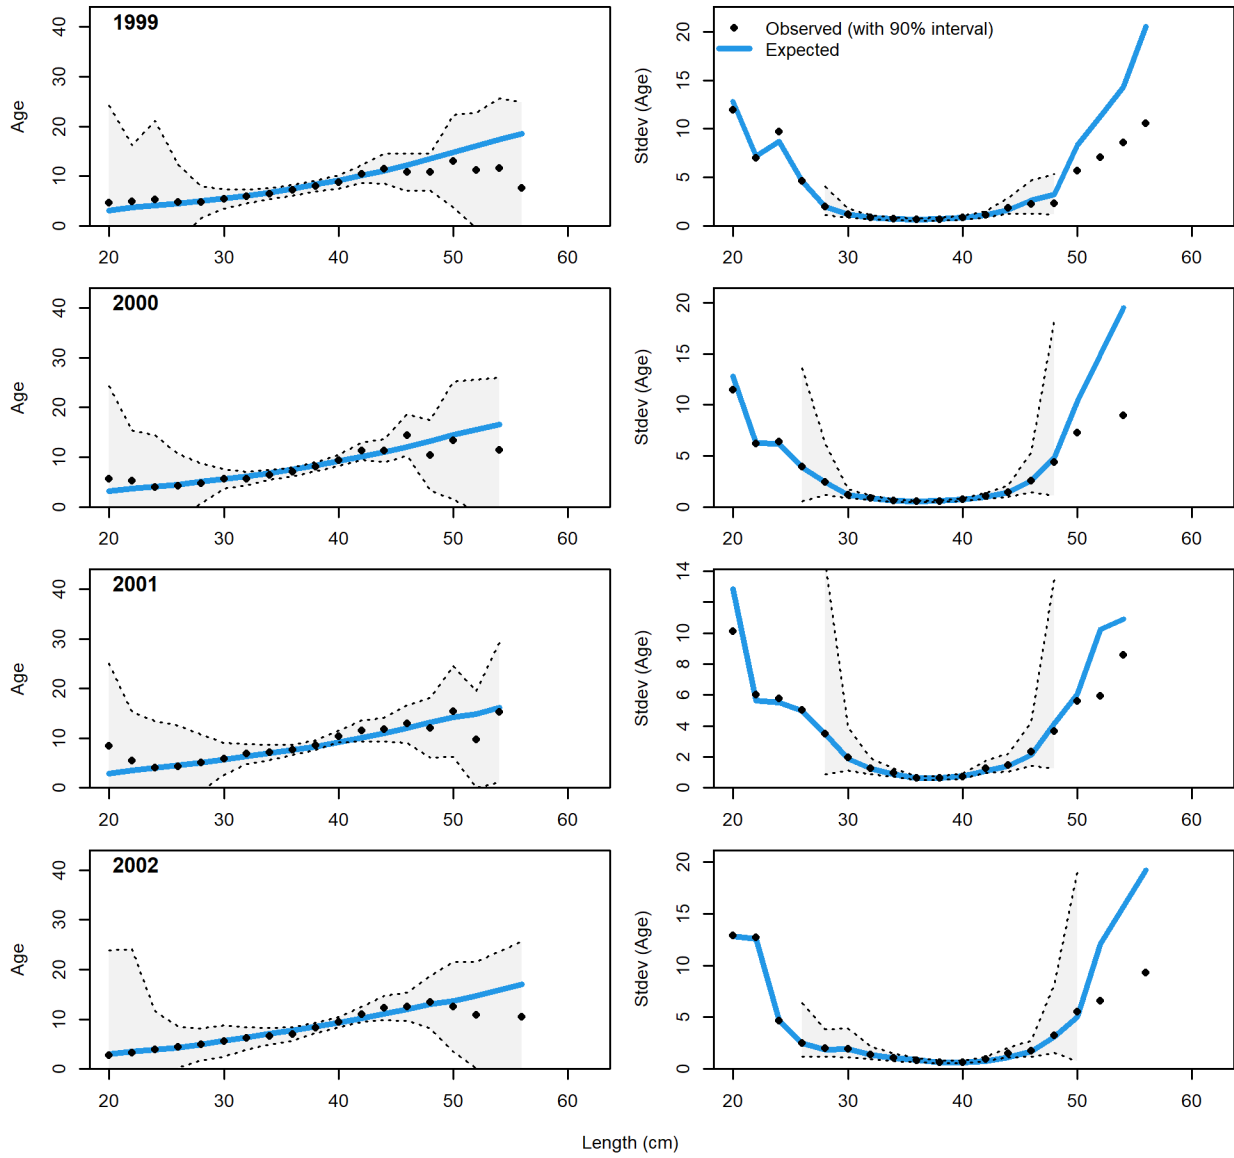 1999
Age
0 10 20 30 40
20 30 40 50 60
Observed (with 90% interval)
Expected
Stdev (Age)
0 5 10 15 20
20 30 40 50 60
2000
Age
0 10 20 30 40
20 30 40 50 60
Stdev (Age)
0 5 10 15 20
20 30 40 50 60
2001
Age
0 10 20 30 40
20 30 40 50 60
Stdev (Age)
0 2 4 6 8 10 14
20 30 40 50 60
2002
Age
0 10 20 30 40
20 30 40 50 60
Stdev (Age)
0 5 10 15 20
20 30 40 50 60
Length (cm)